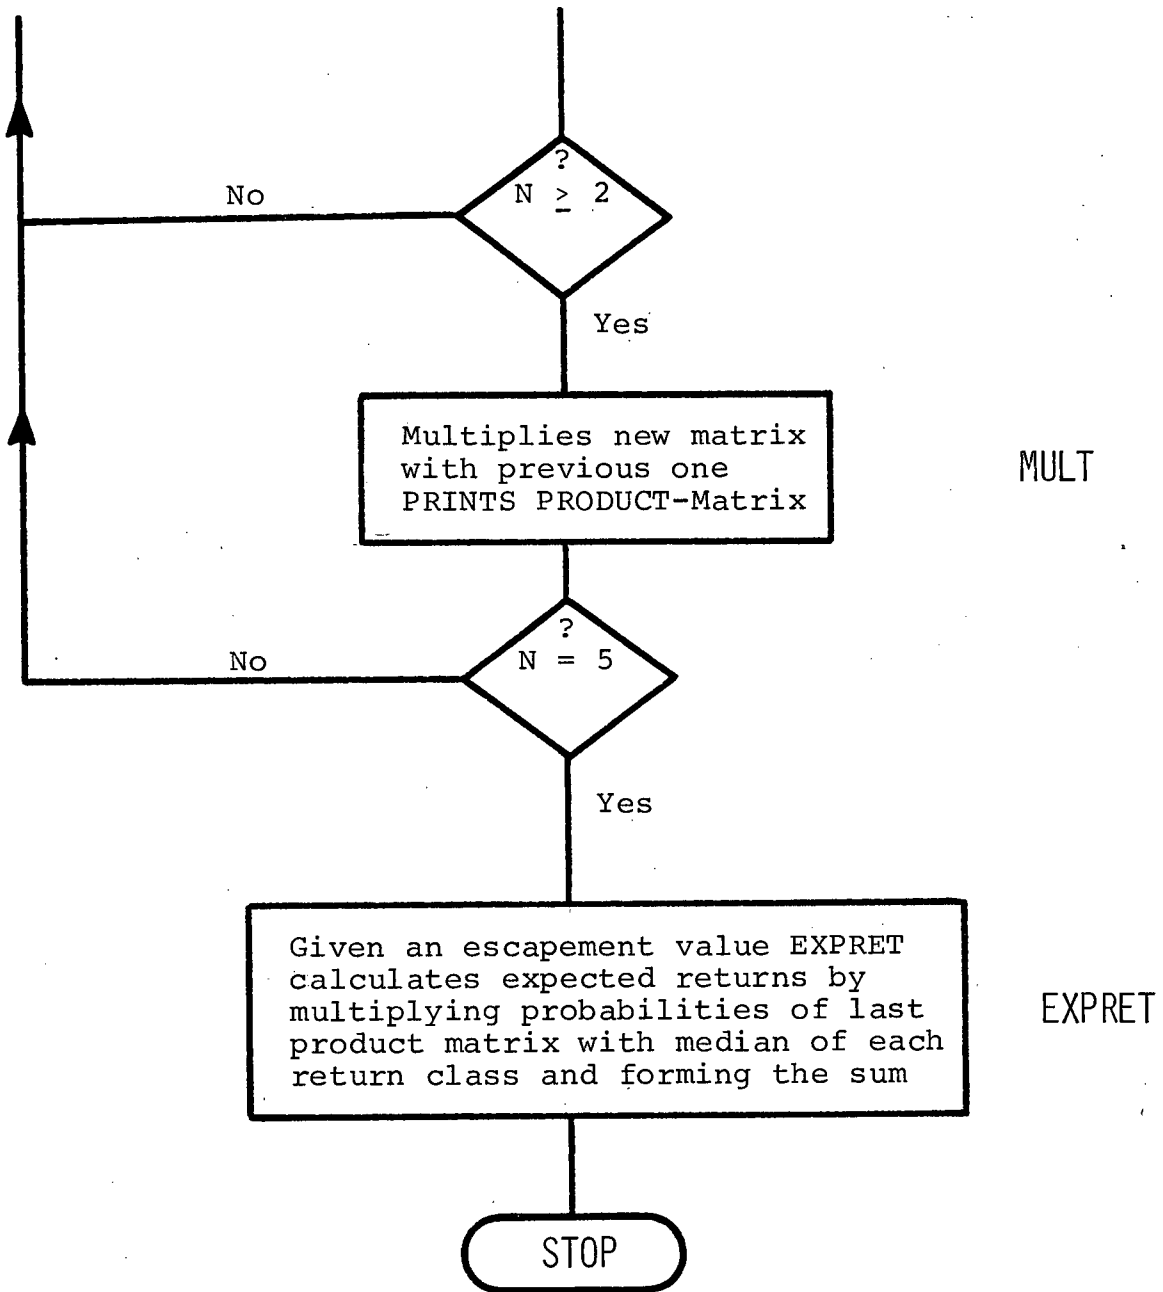 ?
N ≥ 2
No
Yes
Multiplies new matrix
with previous one
PRINTS PRODUCT-Matrix
MULT
?
N = 5
No
Yes
Given an escapement value EXPRET
calculates expected returns by
multiplying probabilities of last
product matrix with median of each
return class and forming the sum
EXPRET
STOP